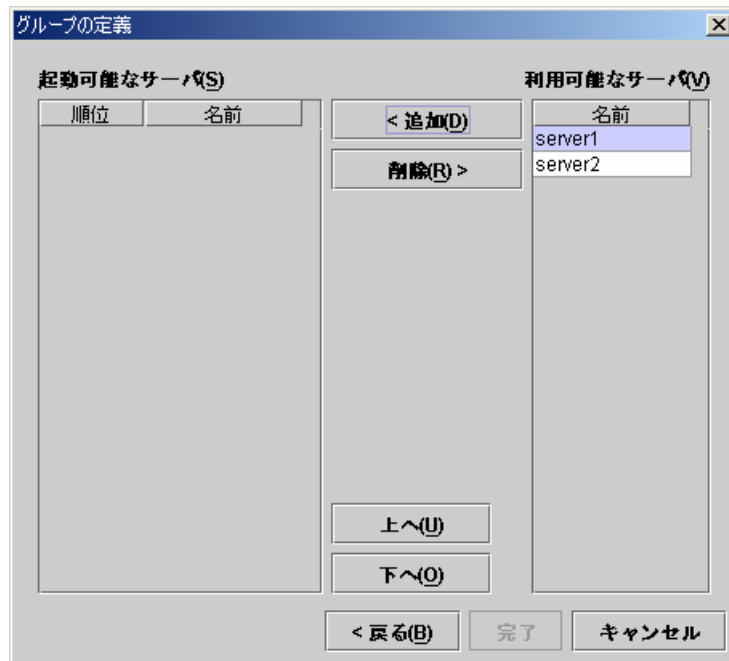 グループの定義
起動可能なサーバ(S)
利用可能なサーバ(V)
順位 名前
< 追加(D)
名前
server1
削除(R) >
server2
上へ(U)
下へ(O)
< 戻る(B) 完了 キャンセル